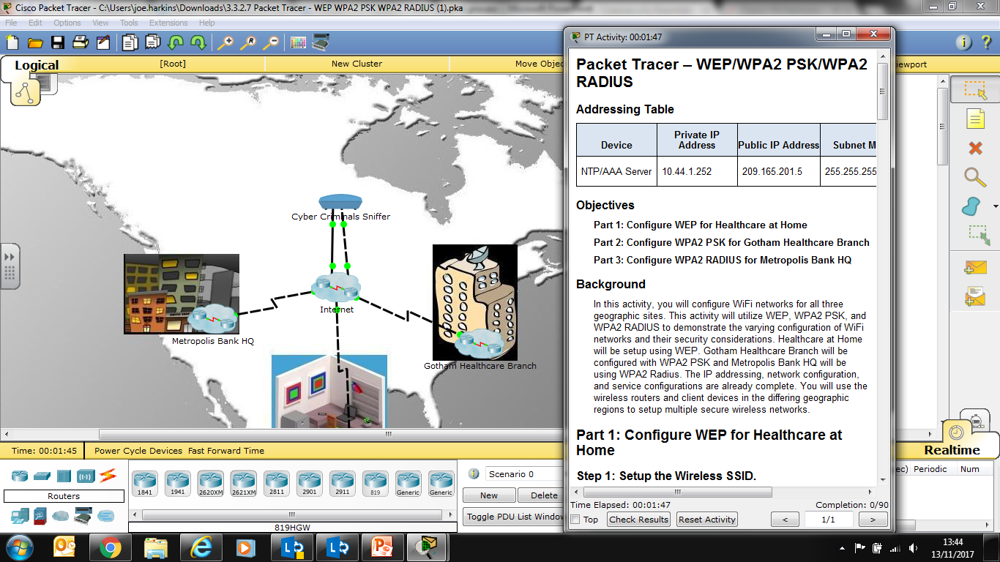 Cisco Packet Tracer - C:\Users\joe.harkins\Downloads\3.3.2.7 Packet Tracer - WEP WPA2 PSK WPA2 RADIUS (1).pka
File Edit Options View Tools Extensions Help
Logical
[Root]
New Cluster
Move Objec
ewport
Cyber Criminals Sniffer
Internet
Metropolis Bank HQ
Gotham Healthcare Branch
PT Activity: 00:01:47
Packet Tracer – WEP/WPA2 PSK/WPA2
RADIUS
Addressing Table
Device Private IP Address Public IP Address Subnet M
NTP/AAA Server 10.44.1.252 209.165.201.5 255.255.255
Objectives
Part 1: Configure WEP for Healthcare at Home
Part 2: Configure WPA2 PSK for Gotham Healthcare Branch
Part 3: Configure WPA2 RADIUS for Metropolis Bank HQ
Background
In this activity, you will configure WiFi networks for all three
geographic sites. This activity will utilize WEP, WPA2 PSK, and
WPA2 RADIUS to demonstrate the varying configuration of WiFi
networks and their security considerations. Healthcare at Home
will be setup using WEP. Gotham Healthcare Branch will be
configured with WPA2 PSK and Metropolis Bank HQ will be
using WPA2 Radius. The IP addressing, network configuration,
and service configurations are already complete. You will use the
wireless routers and client devices in the differing geographic
regions to setup multiple secure wireless networks.
Part 1: Configure WEP for Healthcare at
Home
Step 1: Setup the Wireless SSID.
Time Elapsed: 00:01:47 Completion: 0/90
Top Check Results Reset Activity < 1/1 >
Time: 00:01:45 Power Cycle Devices Fast Forward Time
Realtime
Routers
1841 1941 2620XM 2621XM 2811 2901 2911 819 Generic Generic
819HGW
Scenario 0
New Delete
Toggle PDU List Window
ec) Periodic Num
13:44
13/11/2017